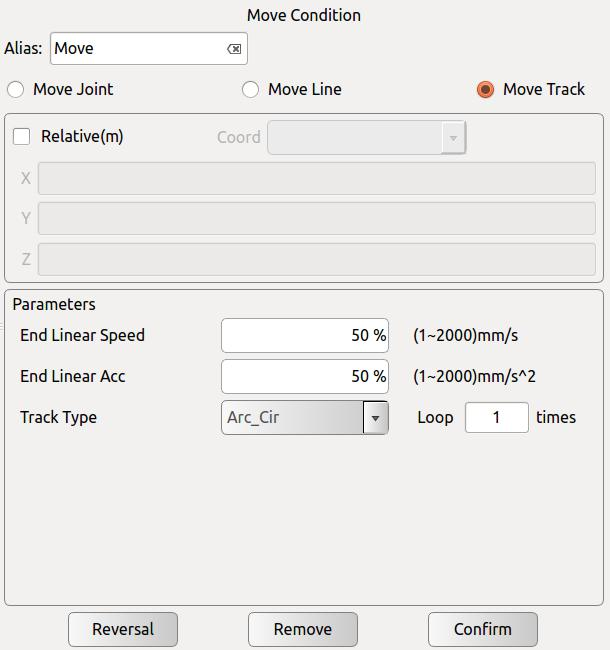 Move Condition
Alias: Move
Move Joint Move Line Move Track
Relative(m) Coord
X
Y
Z
Parameters
End Linear Speed 50 % (1~2000)mm/s
End Linear Acc 50 % (1~2000)mm/s^2
Track Type Arc_Cir Loop 1 times
Reversal Remove Confirm